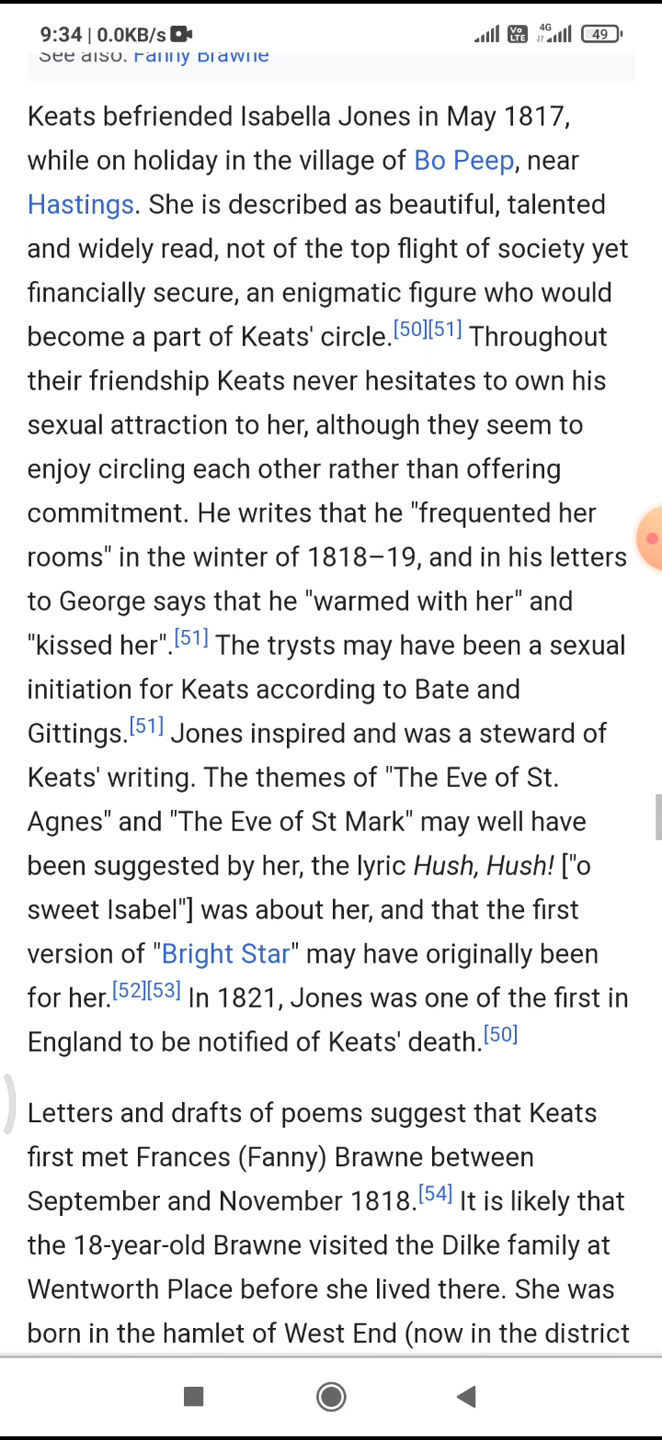 9:34 | 0.0KB/s
Vo LTE 4G 49
See also: Fanny Brawne
Keats befriended Isabella Jones in May 1817,
while on holiday in the village of Bo Peep, near
Hastings. She is described as beautiful, talented
and widely read, not of the top flight of society yet
financially secure, an enigmatic figure who would
become a part of Keats' circle.[50][51] Throughout
their friendship Keats never hesitates to own his
sexual attraction to her, although they seem to
enjoy circling each other rather than offering
commitment. He writes that he "frequented her
rooms" in the winter of 1818–19, and in his letters
to George says that he "warmed with her" and
"kissed her".[51] The trysts may have been a sexual
initiation for Keats according to Bate and
Gittings.[51] Jones inspired and was a steward of
Keats' writing. The themes of "The Eve of St.
Agnes" and "The Eve of St Mark" may well have
been suggested by her, the lyric Hush, Hush! ["o
sweet Isabel"] was about her, and that the first
version of "Bright Star" may have originally been
for her.[52][53] In 1821, Jones was one of the first in
England to be notified of Keats' death.[50]
Letters and drafts of poems suggest that Keats
first met Frances (Fanny) Brawne between
September and November 1818.[54] It is likely that
the 18-year-old Brawne visited the Dilke family at
Wentworth Place before she lived there. She was
born in the hamlet of West End (now in the district